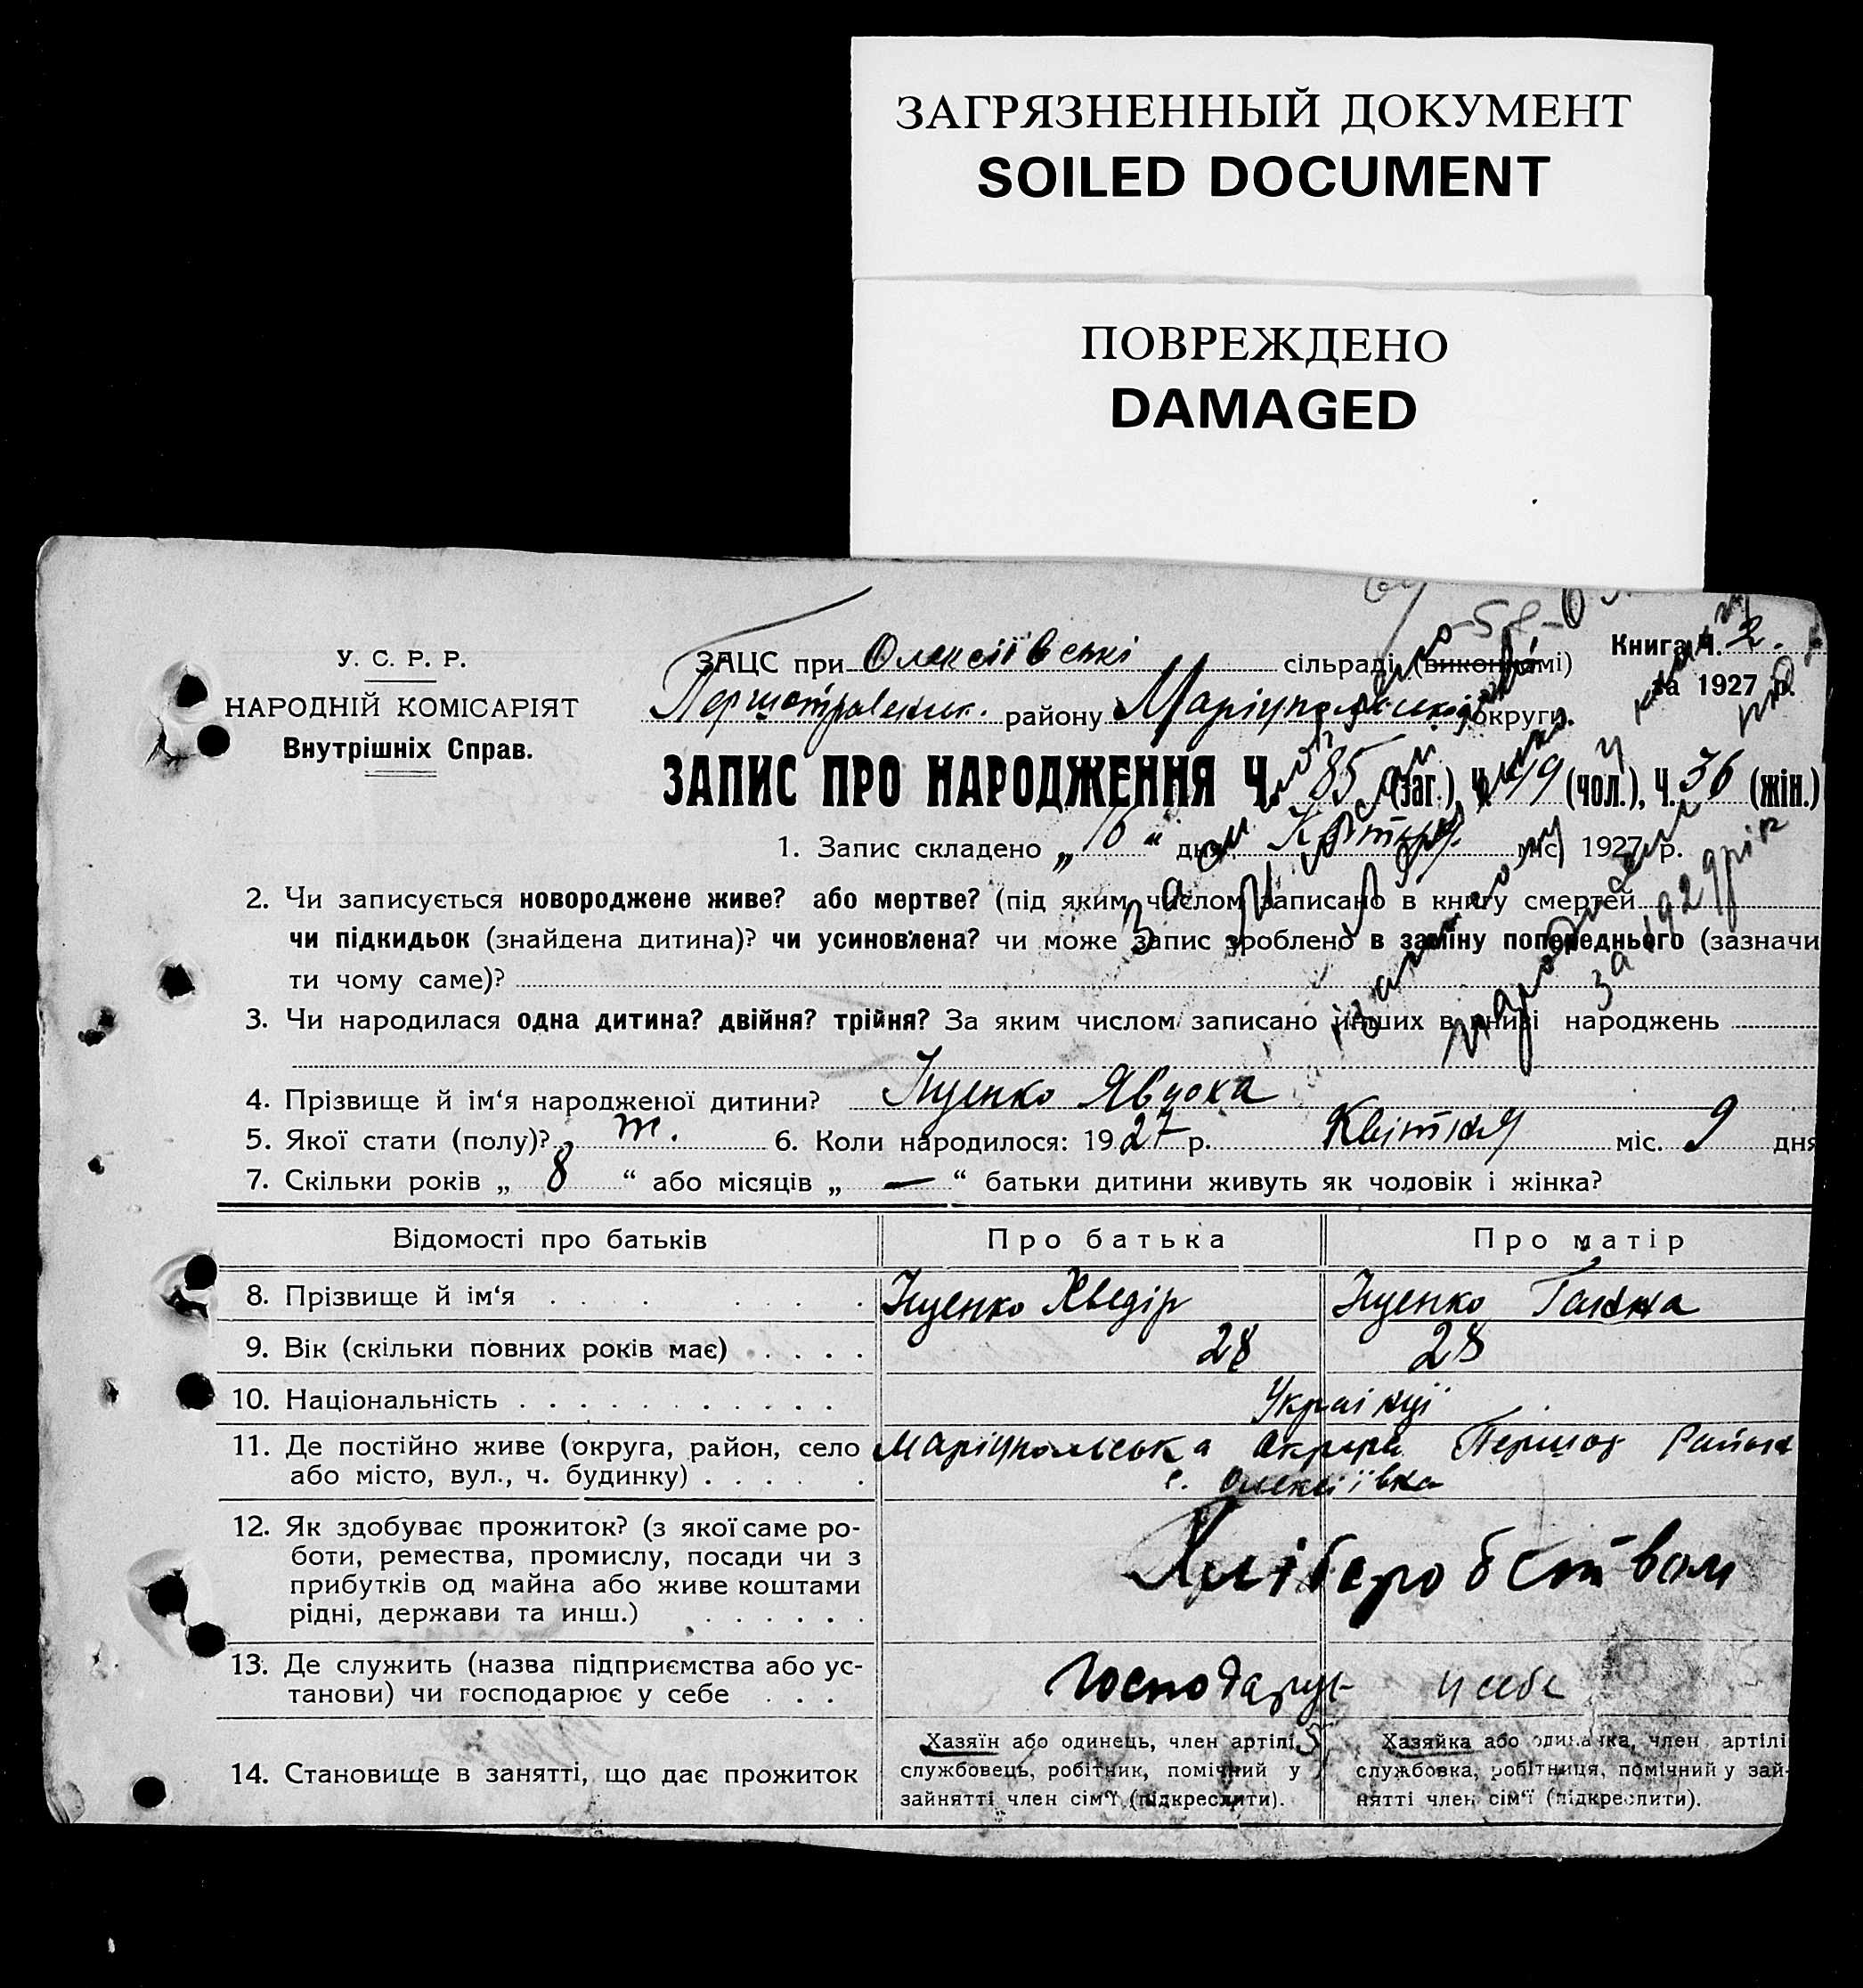 ЗАГРЯЗНЕННЫЙ ДОКУМЕНТ
SOILED DOCUMENT
ПОВРЕЖДЕНО
DAMAGED
У. С. Р. Р.
НАРОДНІЙ КОМІСАРІЯТ
Внутрішніх Справ.
Книга Ч. 2.
за 1927 р.
ЗАЦС при Олексіївські сільраді (виконкомі)
району Маріупольської округи.
ЗАПИС ПРО НАРОДЖЕННЯ Ч. 85 (заг.), Ч. 49 (чол.), Ч. 36 (жін.)
1. Запис складено „ 16 “ дня Квітня міс. 1927 р.
2. Чи записується новороджене живе? або мертве? (під яким числом записано в книгу смертей
чи підкидьок (знайдена дитина)? чи усиновлена? чи може запис зроблено в заміну попереднього (зазначи
ти чому саме)?
3. Чи народилася одна дитина? двійня? трійня? За яким числом записано инших в книзі народжень
за 1929 рік
4. Прізвище й ім‘я народженої дитини? Іщенко Явдоха
5. Якої стати (полу)? 6. Коли народилося: 1927 р. Квітня міс. 9 дня
7. Скільки років „ 8 “ або місяців „ — “ батьки дитини живуть як чоловік і жінка?
Відомості про батьків Про батька Про матір
8. Прізвище й ім‘я . . . . . . . . Іщенко Хведір Іщенко Ганна
9. Вік (скільки повних років має) . . . . 28 28
10. Національність . . . . . . . . . . . . Українці
11. Де постійно живе (округа, район, село Маріупольська округа Першот Район
або місто, вул., ч. будинку) . . . . . с. Олексіївка
12. Як здобуває прожиток? (з якої саме ро-
боти, ремества, промислу, посади чи з
прибутків од майна або живе коштами
рідні, держави та инш.) . . . . . .
Хліборобством
13. Де служить (назва підприємства або ус-
танови) чи господарює у себе . . .
у себе
14. Становище в занятті, що дає прожиток
Хазяїн або одинець, член артілі,
службовець, робітник, помічний у
зайнятті член сім‘ї (підкреслити).
Хазяйка або одиначка, член артілі
службовка, робітниця, помічний у зай-
нятті член сім‘ї (підкреслити).